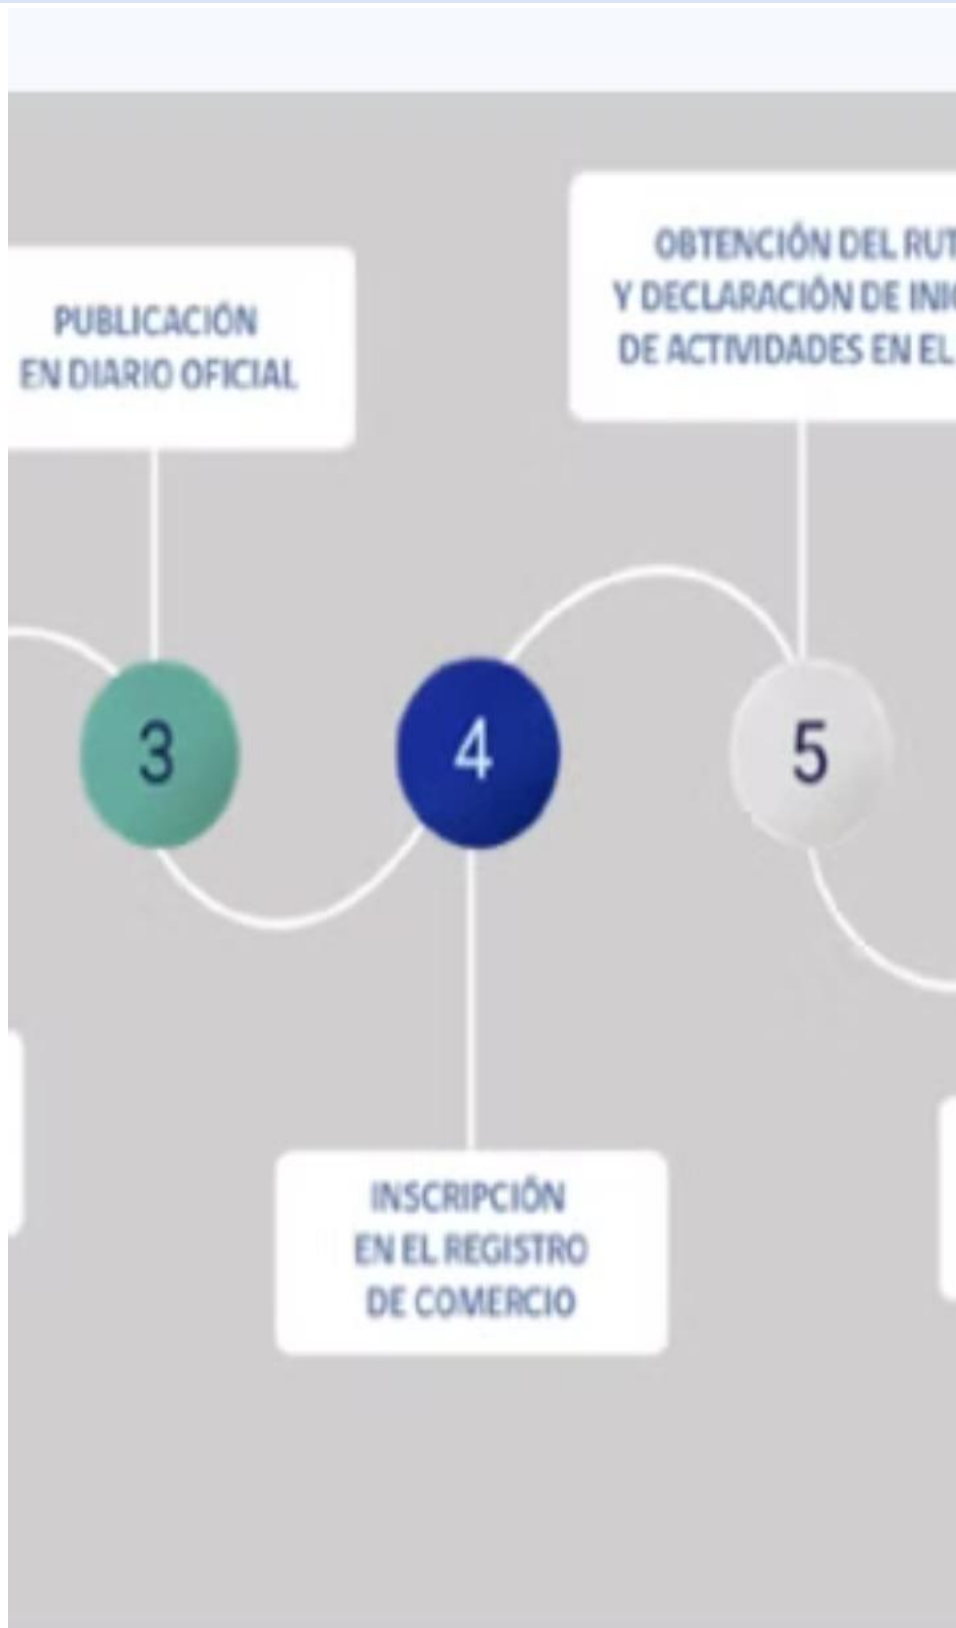 PUBLICACIÓN
EN DIARIO OFICIAL
3
INSCRIPCIÓN
EN EL REGISTRO
DE COMERCIO
4
OBTENCIÓN DEL RUT
Y DECLARACIÓN DE
DE ACTIVIDADES EN EL
5